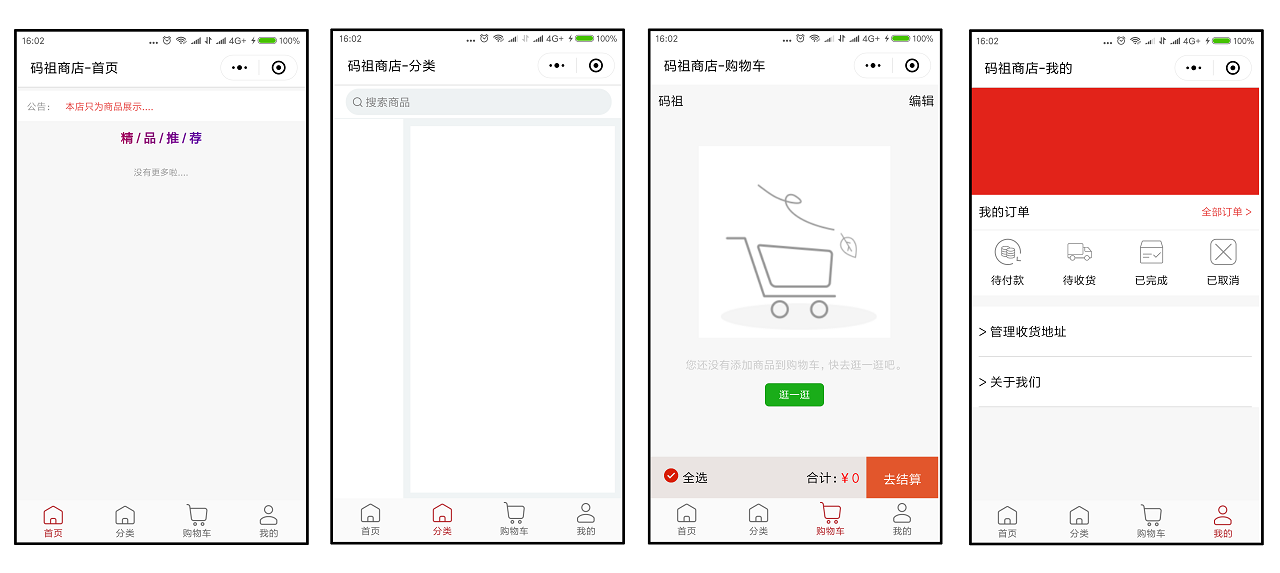 16:02 ... 4G+ 100%
码祖商店-首页
公告： 本店只为商品展示....
精/品/推/荐
没有更多啦....
首页 分类 购物车 我的
16:02 ... 4G+ 100%
码祖商店-分类
搜索商品
首页 分类 购物车 我的
16:02 ... 4G+ 100%
码祖商店-购物车
码祖 编辑
您还没有添加商品到购物车，快去逛一逛吧。
逛一逛
全选 合计:￥0 去结算
首页 分类 购物车 我的
16:02 ... 4G+ 100%
码祖商店-我的
我的订单 全部订单 >
待付款 待收货 已完成 已取消
> 管理收货地址
> 关于我们
首页 分类 购物车 我的